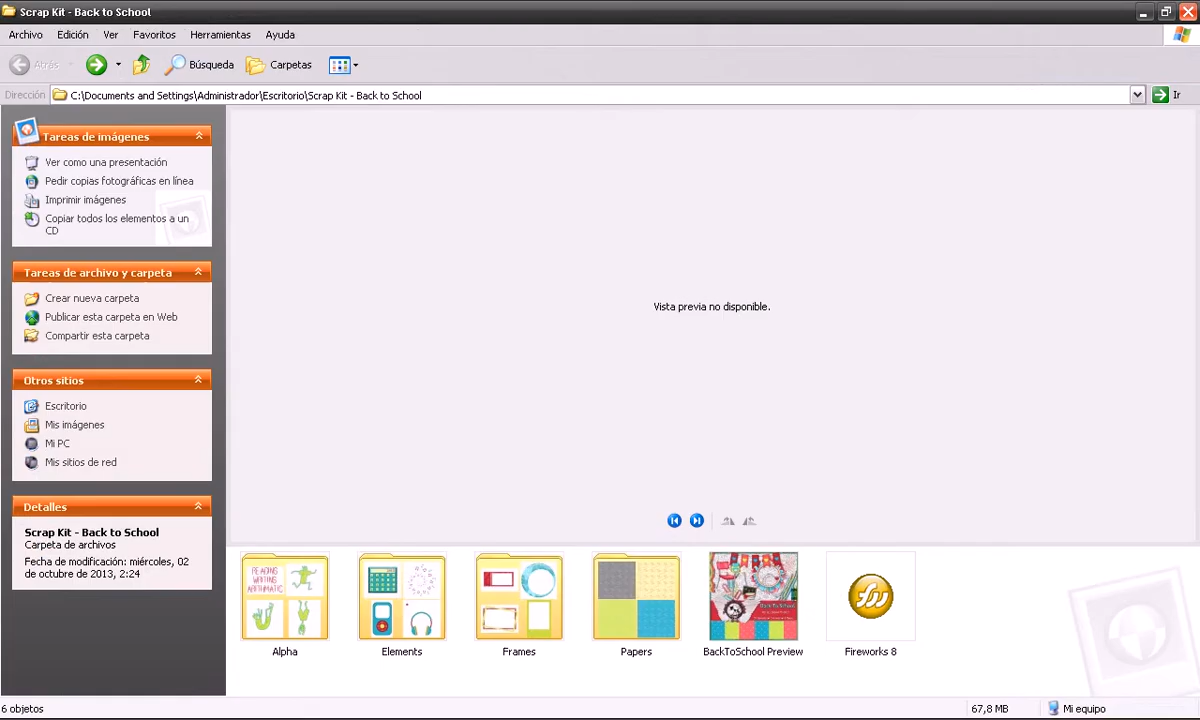 Scrap Kit - Back to School
Archivo Edición Ver Favoritos Herramientas Ayuda
Atrás Búsqueda Carpetas
Dirección C:\Documents and Settings\Administrador\Escritorio\Scrap Kit - Back to School Ir
Tareas de imágenes
Ver como una presentación
Pedir copias fotográficas en línea
Imprimir imágenes
Copiar todos los elementos a un
CD
Tareas de archivo y carpeta
Crear nueva carpeta
Publicar esta carpeta en Web
Compartir esta carpeta
Otros sitios
Escritorio
Mis imágenes
Mi PC
Mis sitios de red
Detalles
Scrap Kit - Back to School
Carpeta de archivos
Fecha de modificación: miércoles, 02
de octubre de 2013, 2:24
Vista previa no disponible.
READING
WRITING
ARITHMATIC
Back To School
Alpha Elements Frames Papers BackToSchool Preview Fireworks 8
6 objetos 67,8 MB Mi equipo